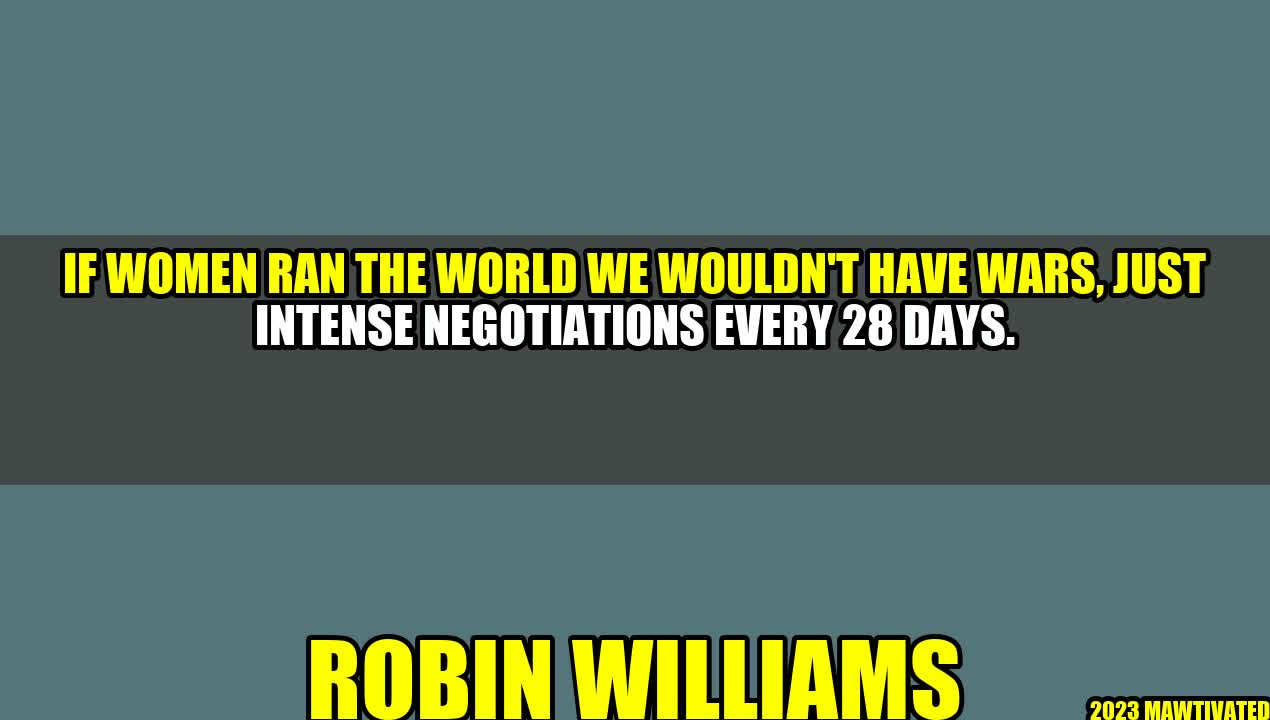 IF WOMEN RAN THE WORLD WE WOULDN'T HAVE WARS, JUST
INTENSE NEGOTIATIONS EVERY 28 DAYS.
ROBIN WILLIAMS
2023 MAWTIVATED